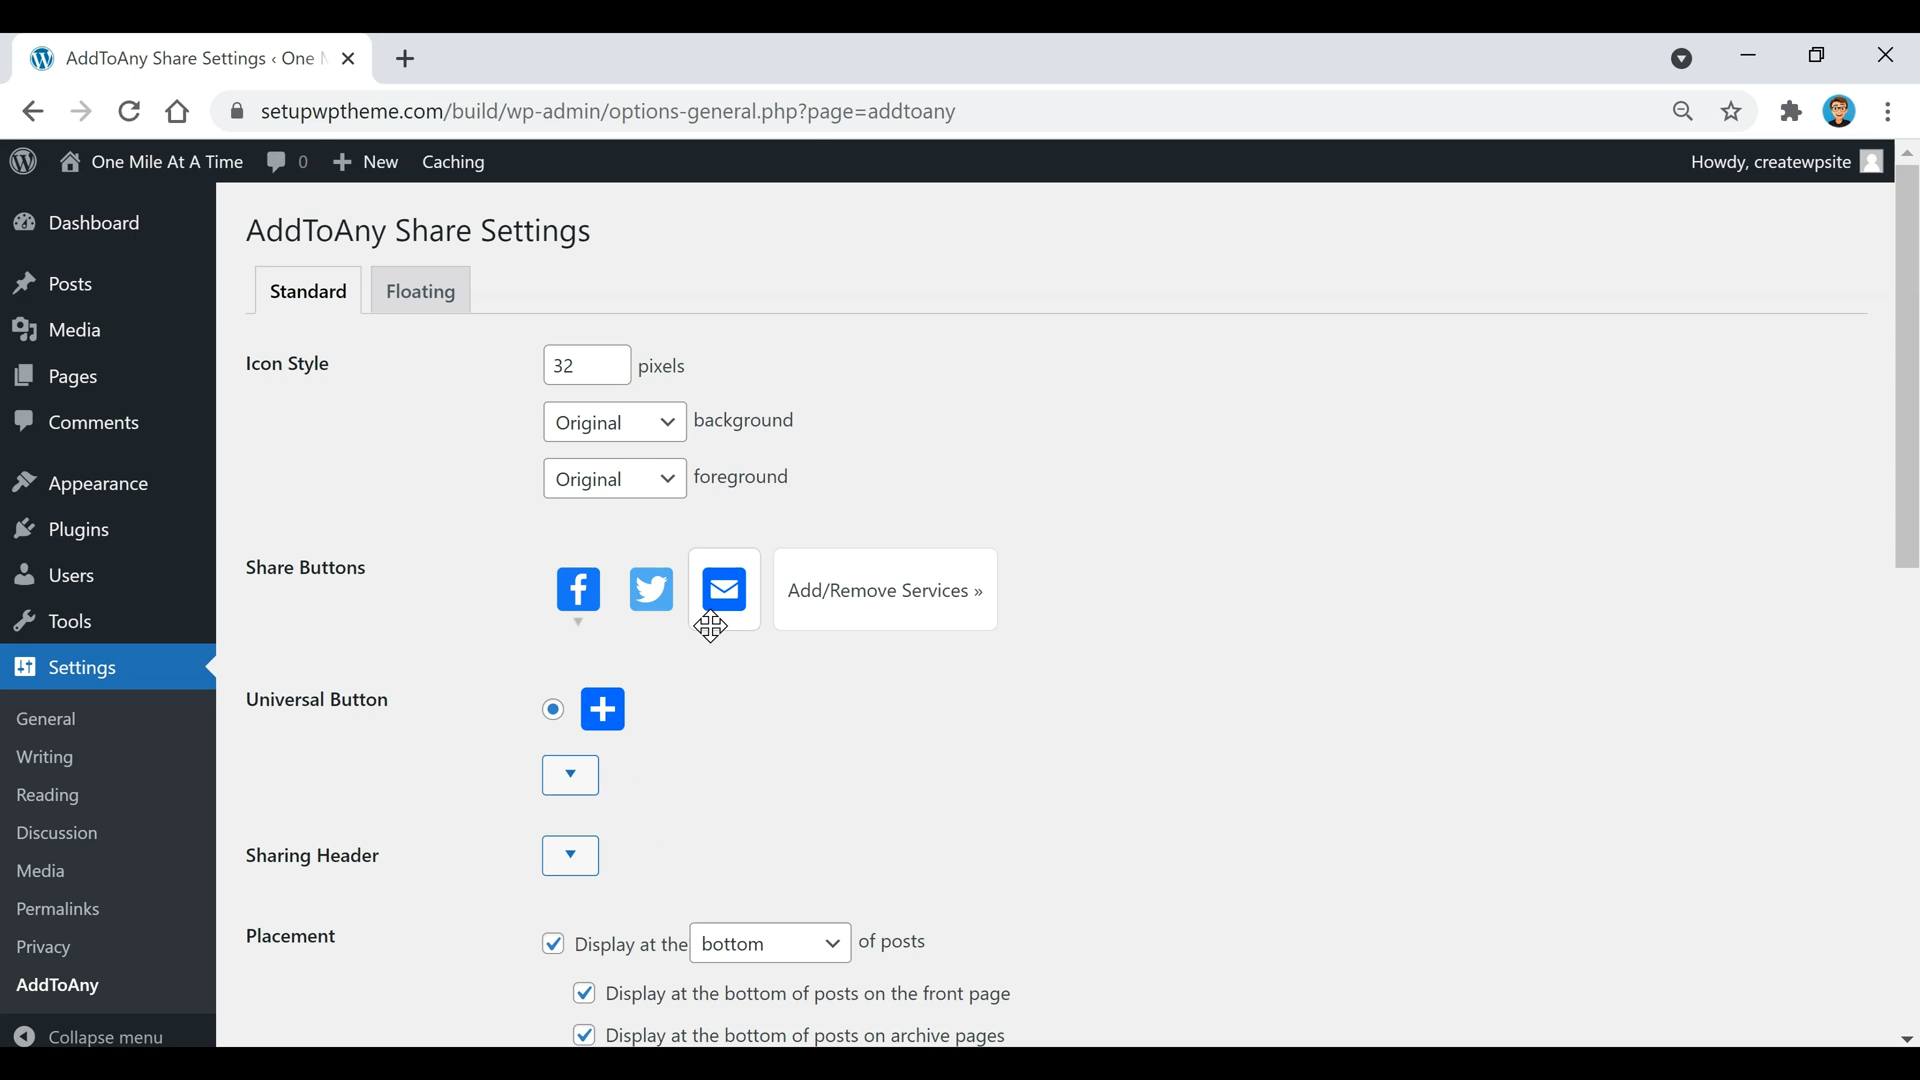 AddToAny Share Settings ‹ One M
setupwptheme.com/build/wp-admin/options-general.php?page=addtoany
One Mile At A Time 0 New Caching Howdy, createwpsite
Dashboard
Posts
Media
Pages
Comments
Appearance
Plugins
Users
Tools
Settings
General
Writing
Reading
Discussion
Media
Permalinks
Privacy
AddToAny
Collapse menu
AddToAny Share Settings
Standard Floating
Icon Style 32 pixels
Original background
Original foreground
Share Buttons Add/Remove Services »
Universal Button
Sharing Header
Placement Display at the bottom of posts
Display at the bottom of posts on the front page
Display at the bottom of posts on archive pages